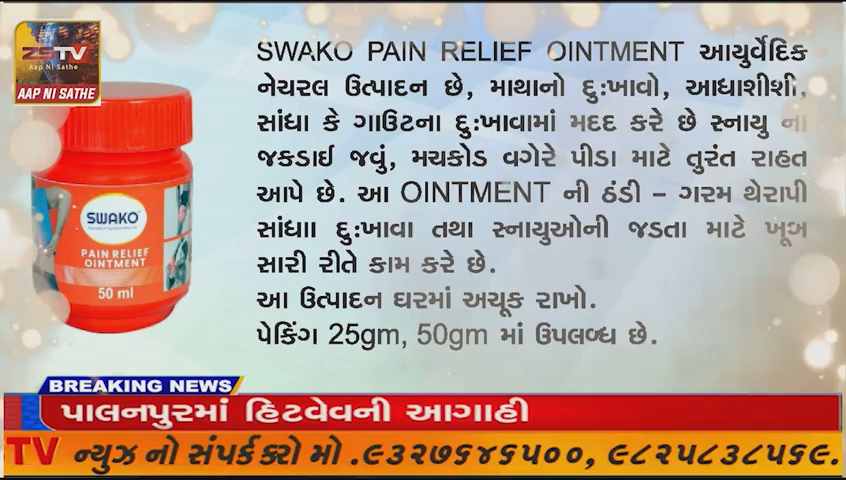 ZSTV
Aap Ni Sathe
AAP NI SATHE
SWAKO PAIN RELIEF OINTMENT આયુર્વેદિક
નેચરલ ઉત્પાદન છે, માથાનો દુઃખાવો, આધાશીશી,
સાંધા કે ગાઉટના દુઃખાવામાં મદદ કરે છે સ્નાયુ ના
જકડાઈ જવું, મચકોડ વગેરે પીડા માટે તુરંત રાહત
આપે છે. આ OINTMENT ની ઠંડી – ગરમ થેરાપી
સાંધાા દુઃખાવા તથા સ્નાયુઓની જડતા માટે ખૂબ
સારી રીતે કામ કરે છે.
આ ઉત્પાદન ઘરમાં અચૂક રાખો.
પેકિંગ 25gm, 50gm માં ઉપલબ્ધ છે.
SWAKO
PAIN RELIEF
OINTMENT
50 ml
BREAKING NEWS
પાલનપુરમાં હિટવેવની આગાહી
TV ન્યુઝ નો સંપર્ક કરો મો .૯૩૨૭૬૪૬૫૦૦, ૯૮૨૫૮૩૮૫૬૯.